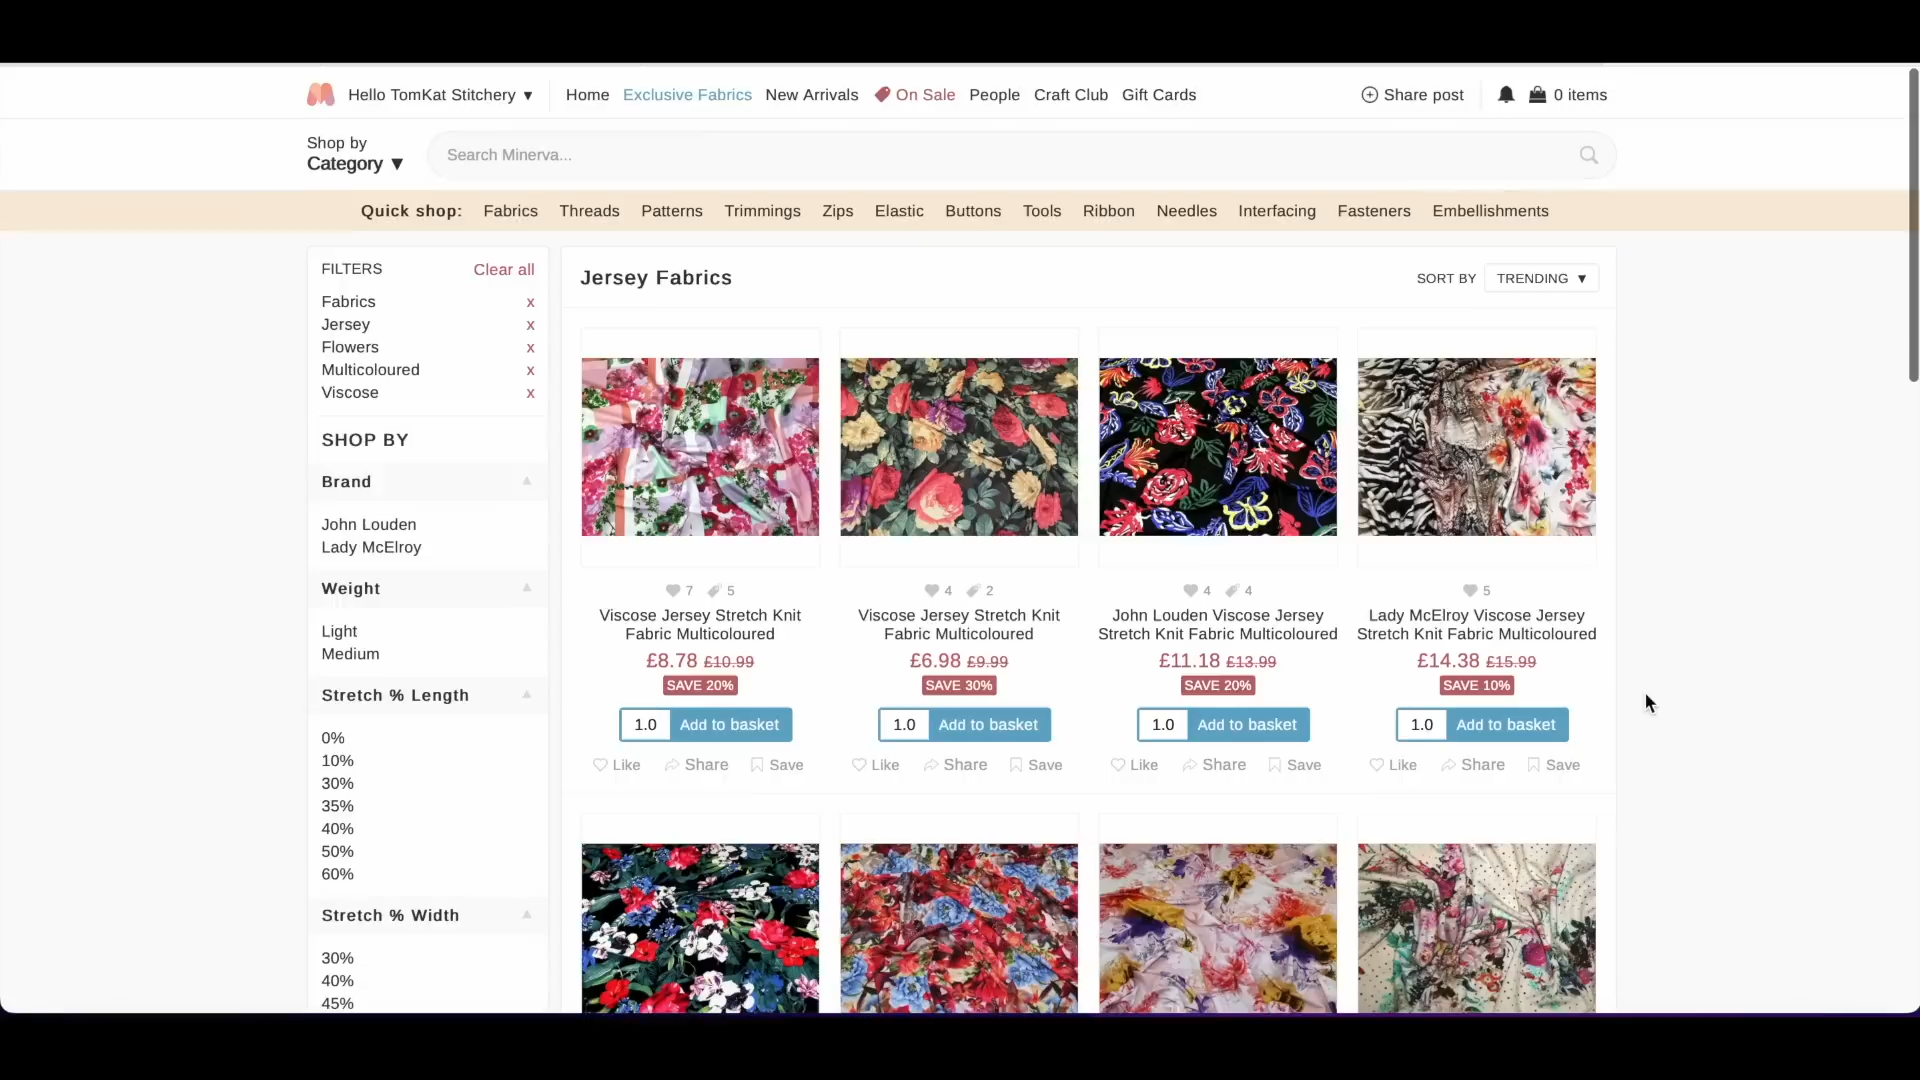 Hello TomKat Stitchery ▼
Home Exclusive Fabrics New Arrivals On Sale People Craft Club Gift Cards
Share post 0 items
Shop by
Category ▼
Search Minerva...
Quick shop: Fabrics Threads Patterns Trimmings Zips Elastic Buttons Tools Ribbon Needles Interfacing Fasteners Embellishments
FILTERS Clear all
Fabrics x
Jersey x
Flowers x
Multicoloured x
Viscose x
SHOP BY
Brand
John Louden
Lady McElroy
Weight
Light
Medium
Stretch % Length
0%
10%
30%
35%
40%
50%
60%
Stretch % Width
30%
40%
45%
Jersey Fabrics
SORT BY TRENDING ▼
7 5
Viscose Jersey Stretch Knit
Fabric Multicoloured
£8.78 £10.99
SAVE 20%
1.0 Add to basket
Like Share Save
4 2
Viscose Jersey Stretch Knit
Fabric Multicoloured
£6.98 £9.99
SAVE 30%
1.0 Add to basket
Like Share Save
4 4
John Louden Viscose Jersey
Stretch Knit Fabric Multicoloured
£11.18 £13.99
SAVE 20%
1.0 Add to basket
Like Share Save
5
Lady McElroy Viscose Jersey
Stretch Knit Fabric Multicoloured
£14.38 £15.99
SAVE 10%
1.0 Add to basket
Like Share Save